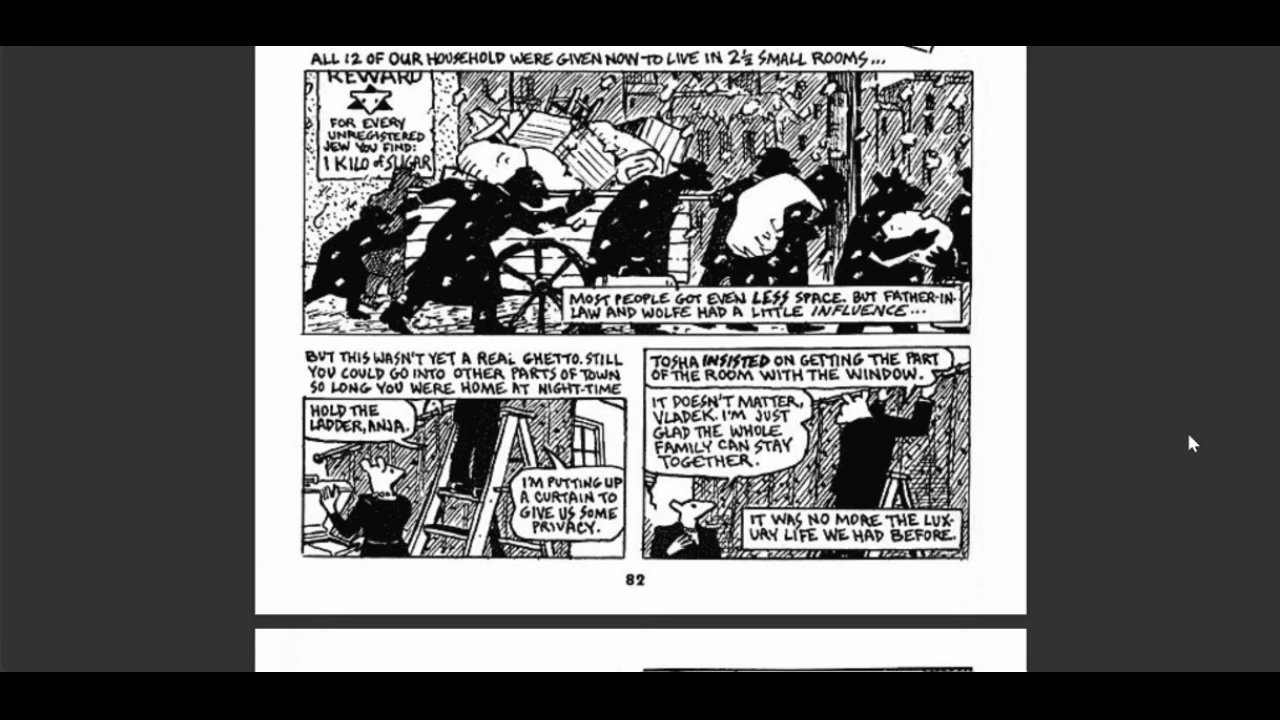 ALL 12 OF OUR HOUSEHOLD WERE GIVEN NOW TO LIVE IN 2½ SMALL ROOMS...
REWARD
FOR EVERY
UNREGISTERED
JEW YOU FIND:
1 KILO of SUGAR
MOST PEOPLE GOT EVEN LESS SPACE. BUT FATHER-IN-
LAW AND WOLFE HAD A LITTLE INFLUENCE...
BUT THIS WASN'T YET A REAL GHETTO. STILL
YOU COULD GO INTO OTHER PARTS OF TOWN
SO LONG YOU WERE HOME AT NIGHT-TIME
HOLD THE
LADDER, ANJA.
I'M PUTTING UP
A CURTAIN TO
GIVE US SOME
PRIVACY.
TOSHA INSISTED ON GETTING THE PART
OF THE ROOM WITH THE WINDOW.
IT DOESN'T MATTER,
VLADEK. I'M JUST
GLAD THE WHOLE
FAMILY CAN STAY
TOGETHER.
IT WAS NO MORE THE LUX-
URY LIFE WE HAD BEFORE.
82